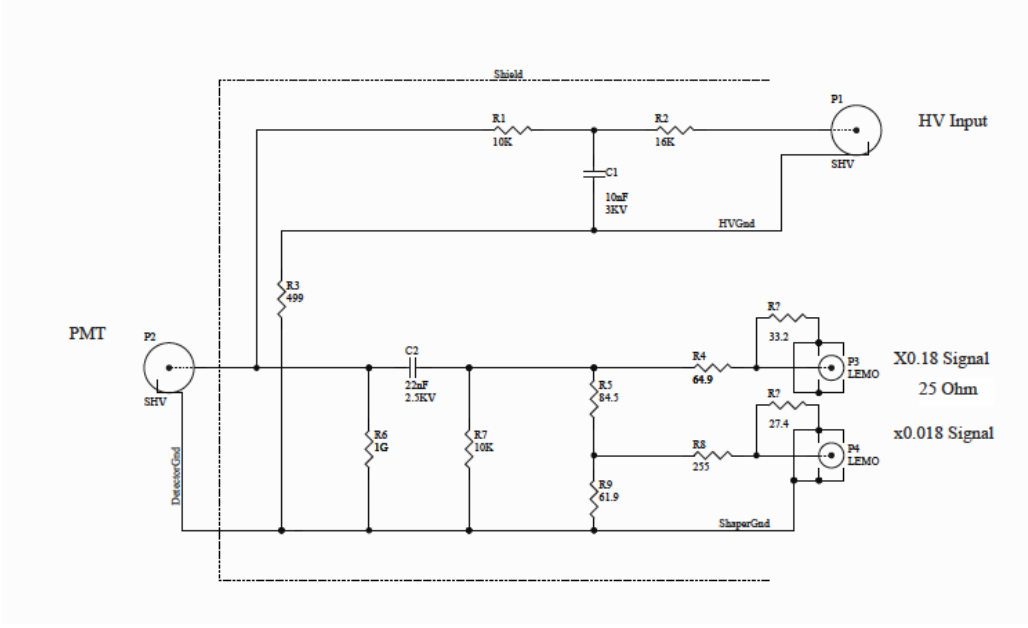 Shield
P1
HV Input
R1
10K
R2
16K
SHV
C1
10nF
3KV
HVGnd
R3
499
PMT
P2
SHV
DetectorGnd
C2
22nF
2.5KV
R6
1G
R7
10K
R5
84.5
R9
61.9
R4
64.9
R?
33.2
P3
LEMO
X0.18 Signal
25 Ohm
R?
27.4
R8
255
P4
LEMO
x0.018 Signal
ShaperGnd